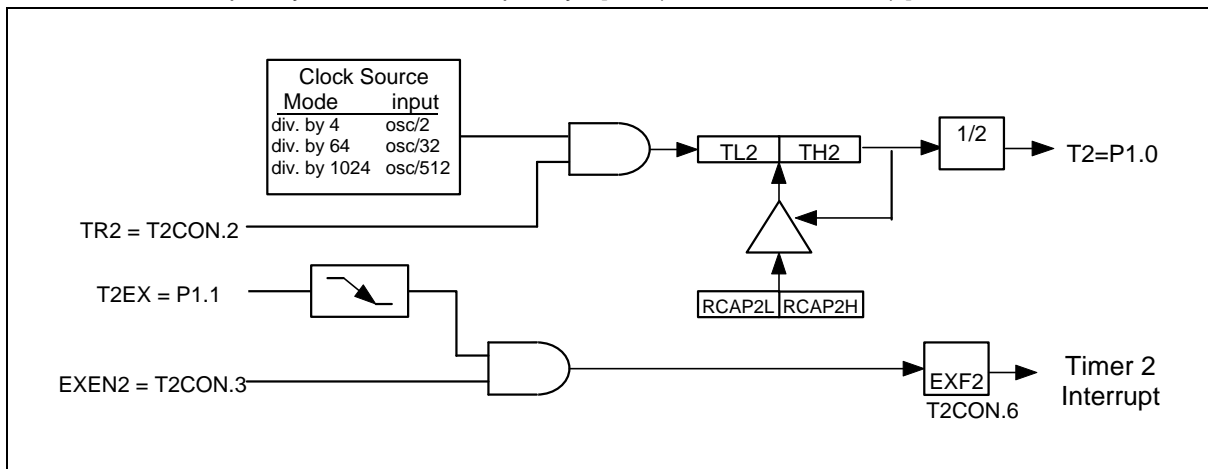 Clock Source
Mode input
div. by 4 osc/2
div. by 64 osc/32
div. by 1024 osc/512
TL2 TH2
1/2
T2=P1.0
TR2 = T2CON.2
T2EX = P1.1
RCAP2L RCAP2H
EXEN2 = T2CON.3
EXF2
T2CON.6
Timer 2
Interrupt